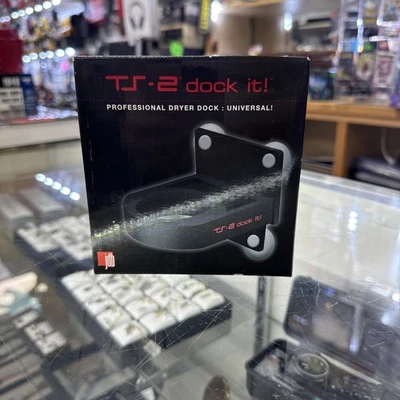 TS-2 dock it!
PROFESSIONAL DRYER DOCK : UNIVERSAL!
TS-2 dock it!